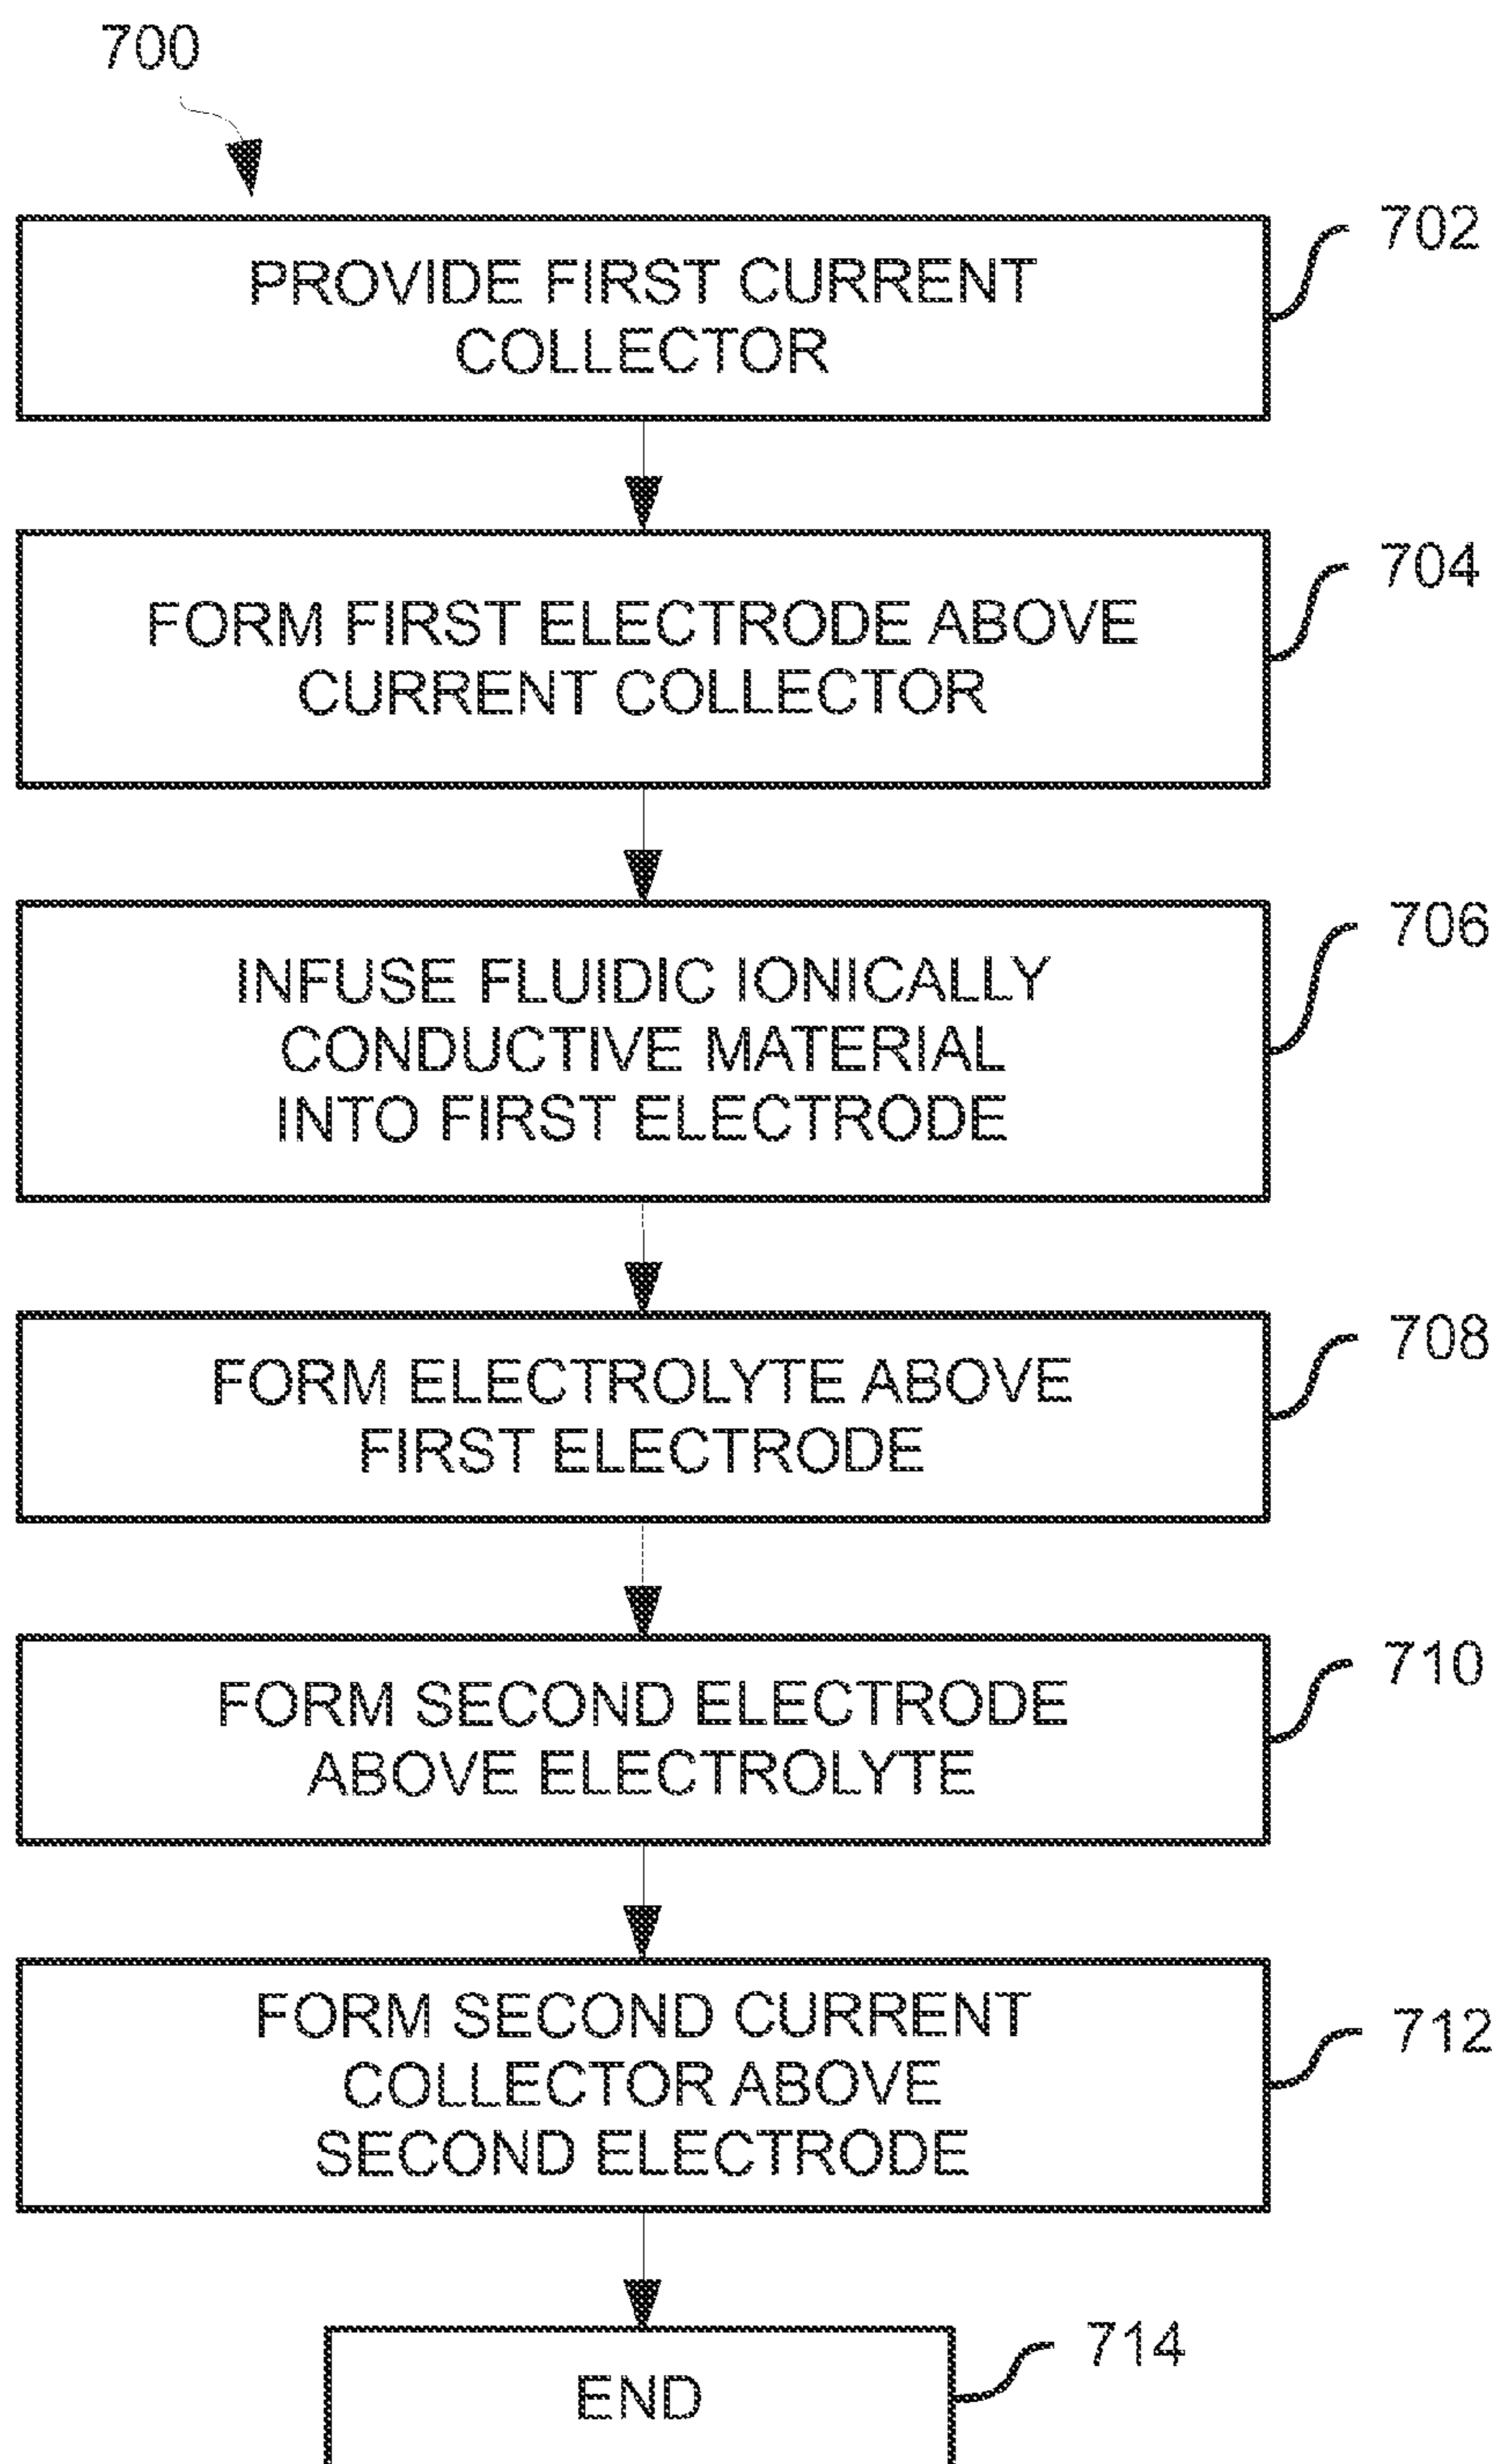 700
702
PROVIDE FIRST CURRENT
COLLECTOR
704
FORM FIRST ELECTRODE ABOVE
CURRENT COLLECTOR
706
INFUSE FLUIDIC IONICALLY
CONDUCTIVE MATERIAL
INTO FIRST ELECTRODE
708
FORM ELECTROLYTE ABOVE
FIRST ELECTRODE
710
FORM SECOND ELECTRODE
ABOVE ELECTROLYTE
712
FORM SECOND CURRENT
COLLECTOR ABOVE
SECOND ELECTRODE
714
END